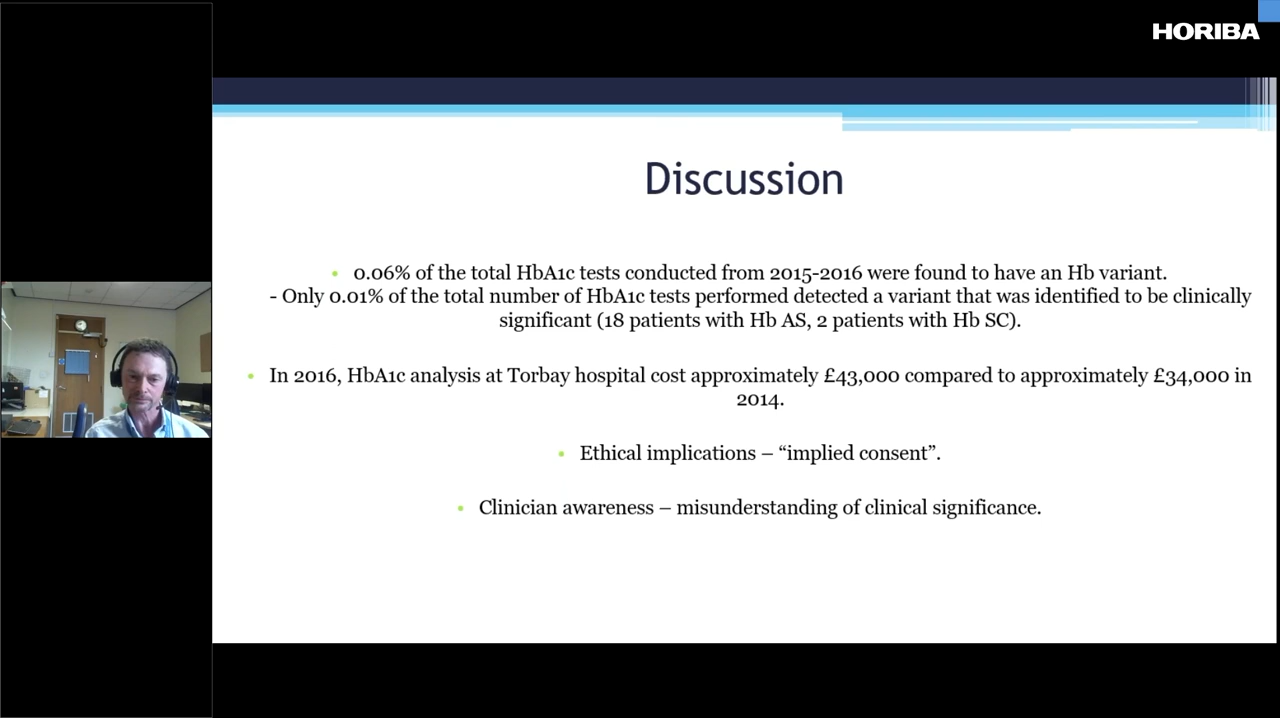 HORIBA
Discussion
• 0.06% of the total HbA1c tests conducted from 2015-2016 were found to have an Hb variant.
- Only 0.01% of the total number of HbA1c tests performed detected a variant that was identified to be clinically
significant (18 patients with Hb AS, 2 patients with Hb SC).
• In 2016, HbA1c analysis at Torbay hospital cost approximately £43,000 compared to approximately £34,000 in
2014.
• Ethical implications – “implied consent”.
• Clinician awareness – misunderstanding of clinical significance.